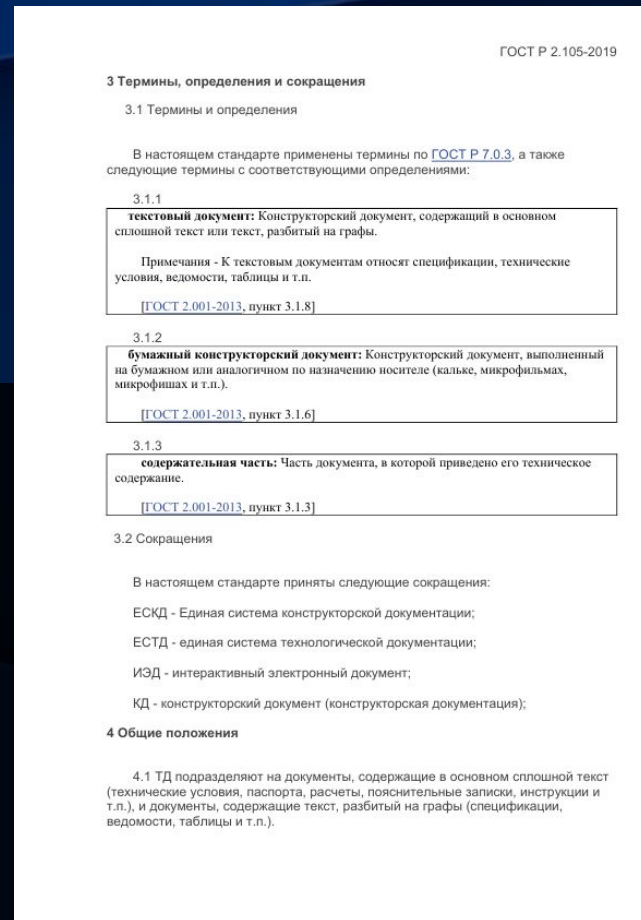 ГОСТ Р 2.105-2019
3 Термины, определения и сокращения
3.1 Термины и определения
В настоящем стандарте применены термины по ГОСТ Р 7.0.3, а также
следующие термины с соответствующими определениями:
3.1.1
текстовый документ: Конструкторский документ, содержащий в основном
сплошной текст или текст, разбитый на графы.
Примечания - К текстовым документам относят спецификации, технические
условия, ведомости, таблицы и т.п.
[ГОСТ 2.001-2013, пункт 3.1.8]
3.1.2
бумажный конструкторский документ: Конструкторский документ, выполненный
на бумажном или аналогичном по назначению носителе (кальке, микрофильмах,
микрофишах и т.п.).
[ГОСТ 2.001-2013, пункт 3.1.6]
3.1.3
содержательная часть: Часть документа, в которой приведено его техническое
содержание.
[ГОСТ 2.001-2013, пункт 3.1.3]
3.2 Сокращения
В настоящем стандарте приняты следующие сокращения:
ЕСКД - Единая система конструкторской документации;
ЕСТД - единая система технологической документации;
ИЭД - интерактивный электронный документ;
КД - конструкторский документ (конструкторская документация);
4 Общие положения
4.1 ТД подразделяют на документы, содержащие в основном сплошной текст
(технические условия, паспорта, расчеты, пояснительные записки, инструкции и
т.п.), и документы, содержащие текст, разбитый на графы (спецификации,
ведомости, таблицы и т.п.).